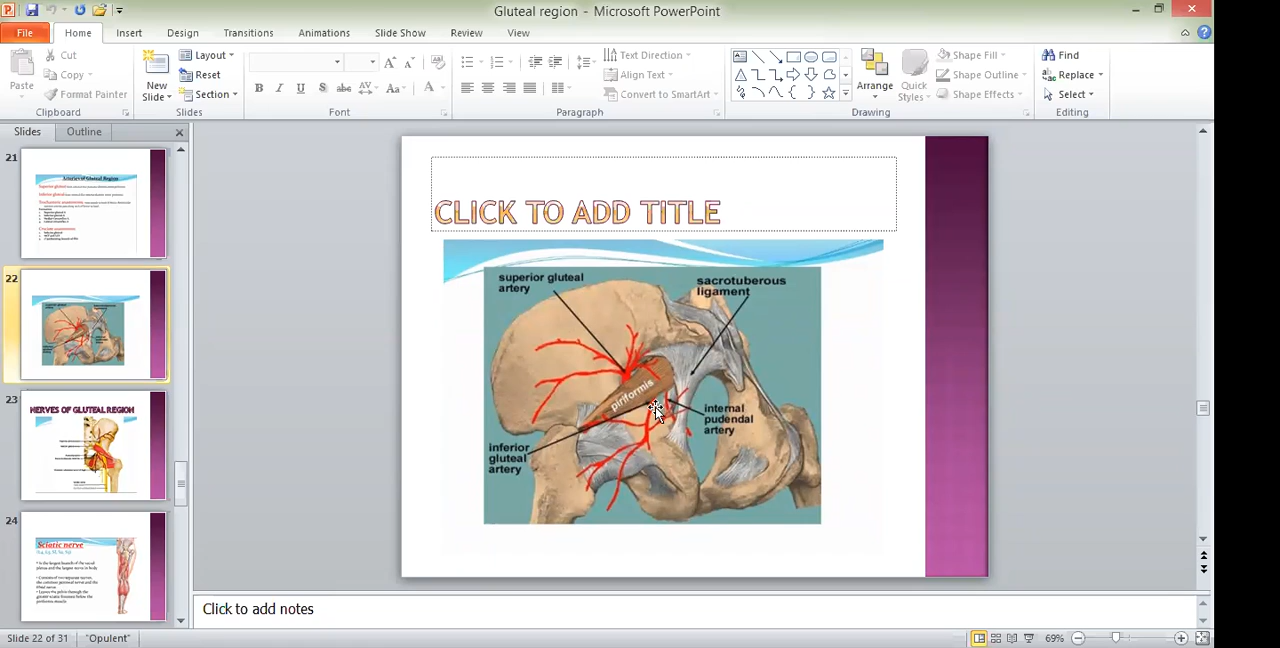 Gluteal region - Microsoft PowerPoint
File Home Insert Design Transitions Animations Slide Show Review View
Paste
Cut
Copy
Format Painter
Clipboard
New
Slide
Layout
Reset
Section
Slides
Font
Text Direction
Align Text
Convert to SmartArt
Paragraph
Arrange
Quick
Styles
Shape Fill
Shape Outline
Shape Effects
Drawing
Find
Replace
Select
Editing
Slides Outline
21
Arteries of Gluteal Region
22
23
NERVES OF GLUTEAL REGION
24
Sciatic nerve
CLICK TO ADD TITLE
superior gluteal
artery
sacrotuberous
ligament
piriformis
internal
pudendal
artery
inferior
gluteal
artery
Click to add notes
Slide 22 of 31
"Opulent"
69%